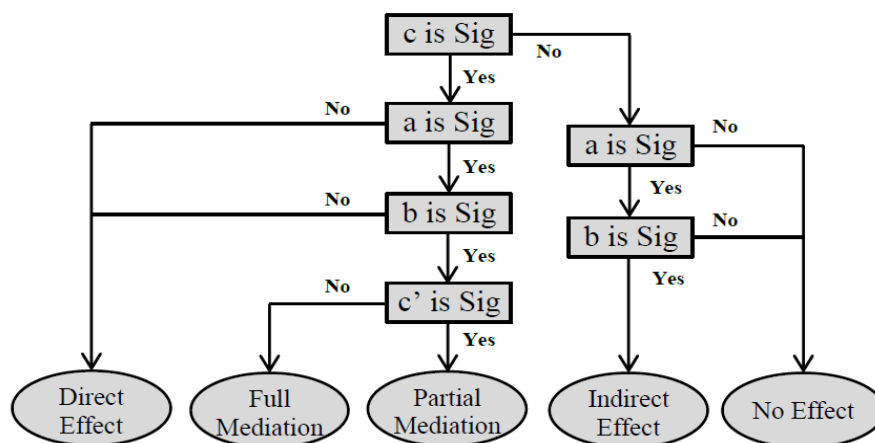 c is Sig
No
Yes
No
a is Sig
a is Sig
No
Yes
Yes
No
b is Sig
b is Sig
No
Yes
Yes
No
c’ is Sig
Yes
Direct
Effect
Full
Mediation
Partial
Mediation
Indirect
Effect
No Effect